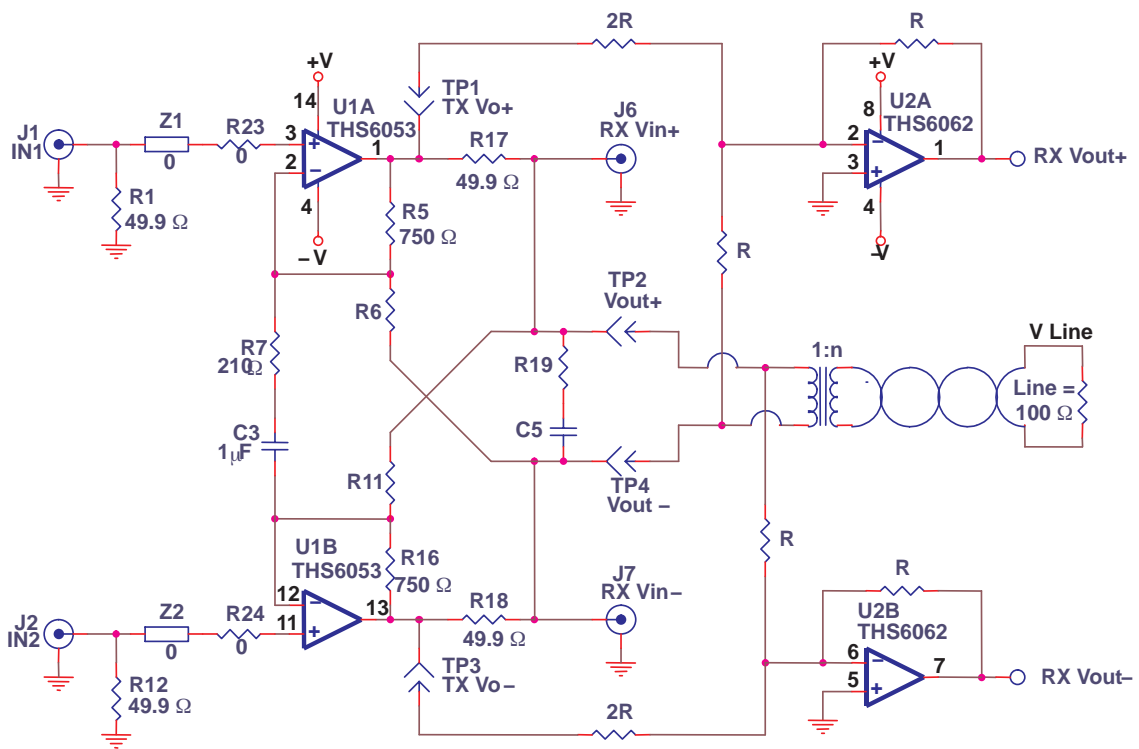 2R
R
+V
+V
TP1
TX Vo+
14
U1A
THS6053
J6
RX Vin+
8
U2A
THS6062
J1
IN1
Z1
0
R23
0
3
2
1
R17
49.9 Ω
2
3
1
RX Vout+
R1
49.9 Ω
4
–V
R5
750 Ω
4
–V
R
R6
TP2
Vout+
R7
210Ω
R19
1:n
V Line
Line =
100 Ω
C3
1μF
C5
R11
TP4
Vout –
U1B
THS6053
R16
750 Ω
R
J7
RX Vin–
R
12
11
13
R18
49.9 Ω
U2B
THS6062
J2
IN2
Z2
0
R24
0
TP3
TX Vo–
6
5
7
RX Vout–
R12
49.9 Ω
2R